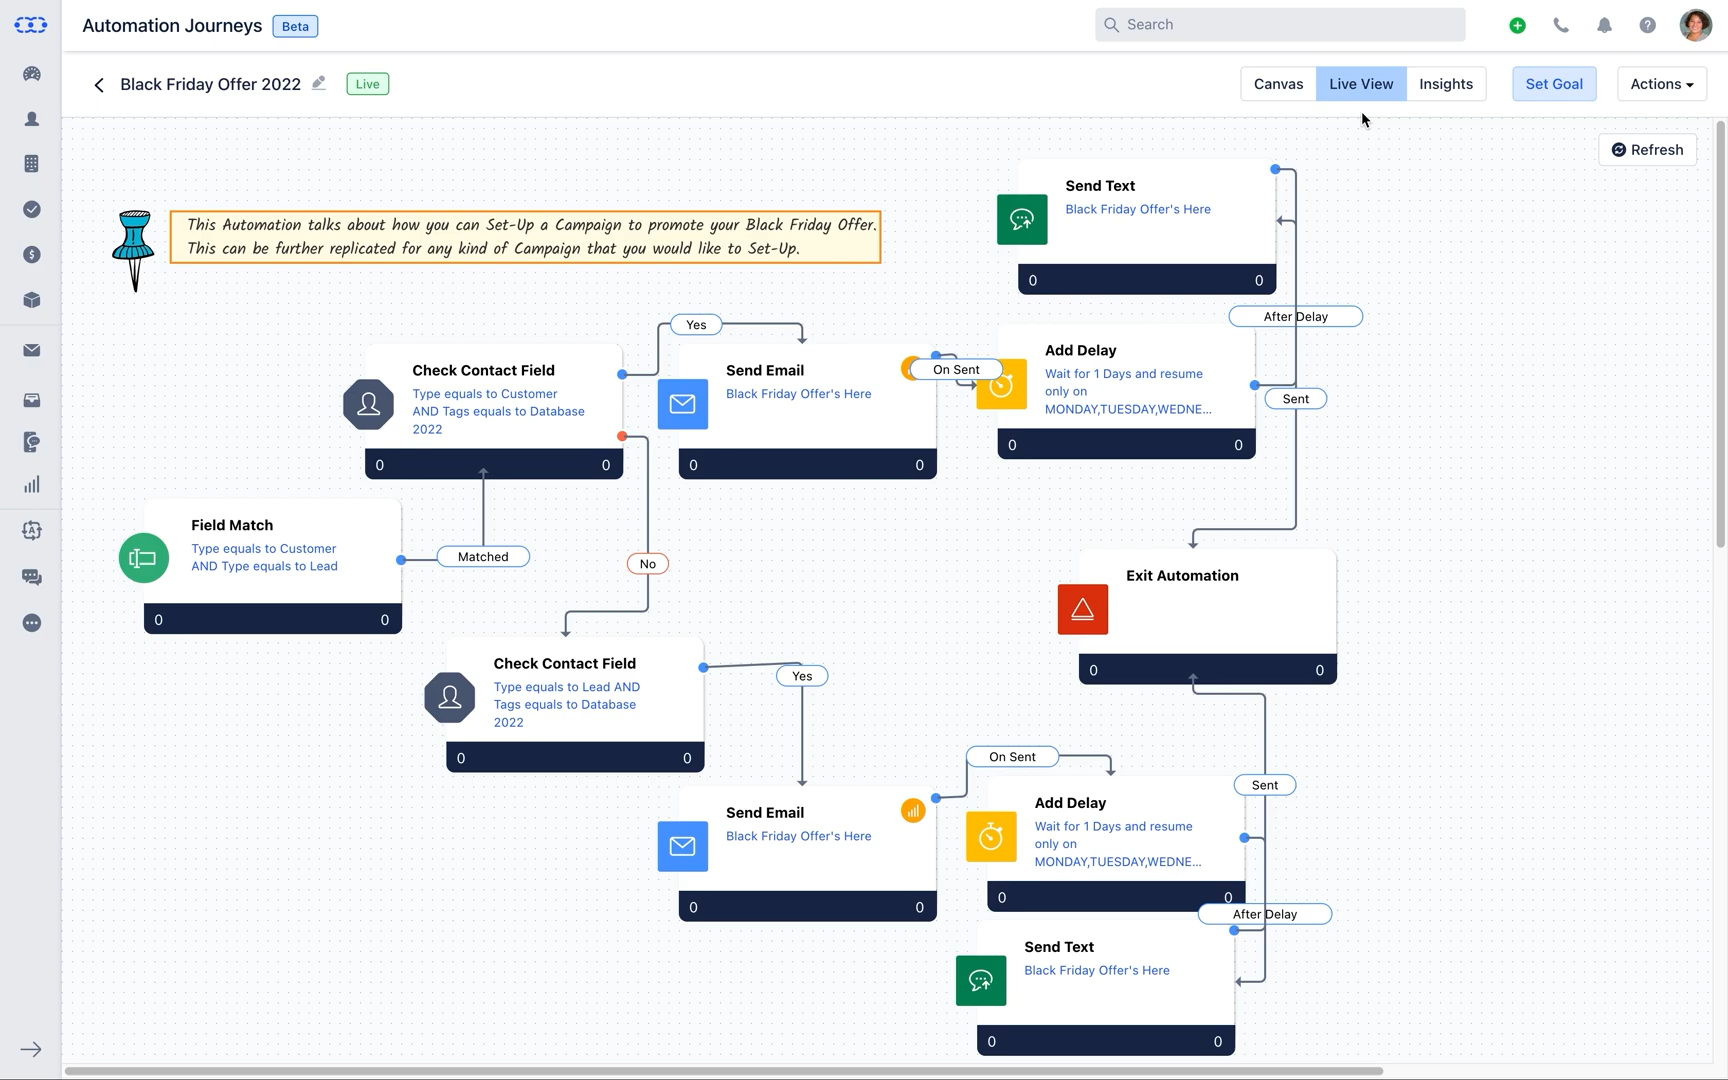 Automation Journeys
Beta
Search
Black Friday Offer 2022
Live
Canvas
Live View
Insights
Set Goal
Actions
Refresh
This Automation talks about how you can Set-Up a Campaign to promote your Black Friday Offer.
This can be further replicated for any kind of Campaign that you would like to Set-Up.
Send Text
Black Friday Offer's Here
0
0
After Delay
Yes
Check Contact Field
Type equals to Customer
AND Tags equals to Database
2022
0
0
Send Email
Black Friday Offer's Here
0
0
On Sent
Add Delay
Wait for 1 Days and resume
only on
MONDAY,TUESDAY,WEDNE...
0
0
Sent
Field Match
Type equals to Customer
AND Type equals to Lead
0
0
Matched
No
Exit Automation
0
0
Check Contact Field
Type equals to Lead AND
Tags equals to Database
2022
0
0
Yes
Send Email
Black Friday Offer's Here
0
0
On Sent
Add Delay
Wait for 1 Days and resume
only on
MONDAY,TUESDAY,WEDNE...
0
0
Sent
After Delay
Send Text
Black Friday Offer's Here
0
0